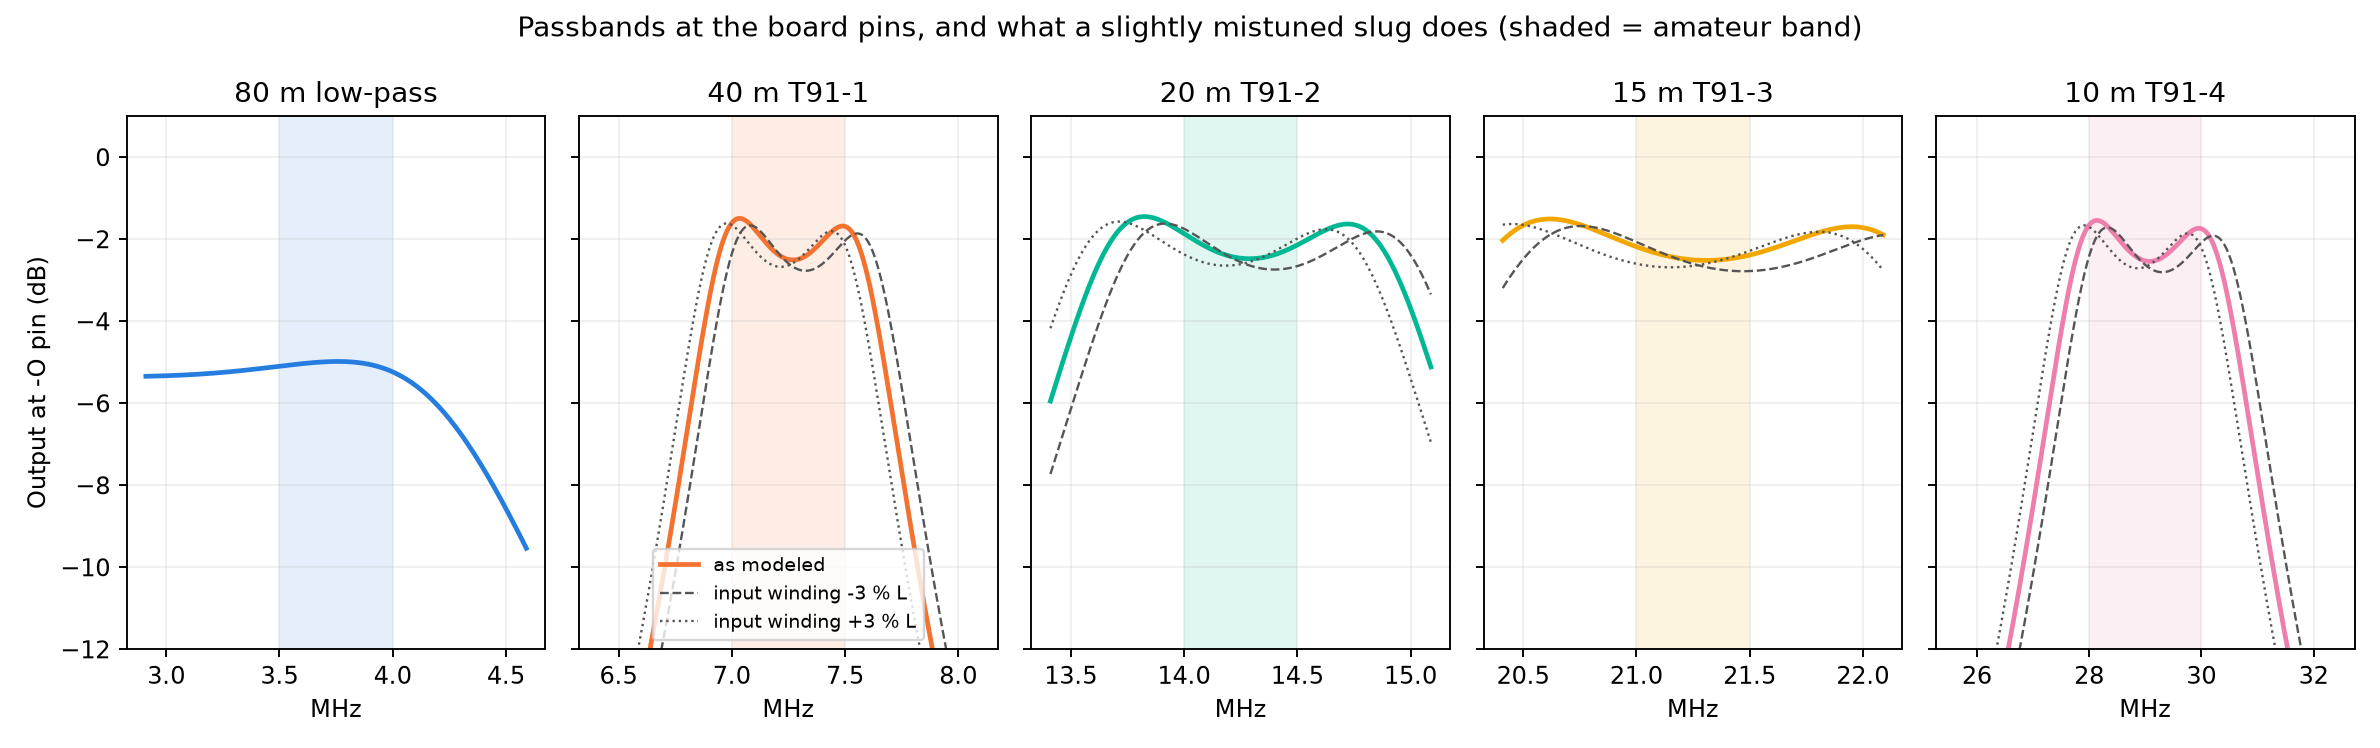 Passbands at the board pins, and what a slightly mistuned slug does (shaded = amateur band)
80 m low-pass
40 m T91-1
20 m T91-2
15 m T91-3
10 m T91-4
Output at -O pin (dB)
0
−2
−4
−6
−8
−10
−12
as modeled
input winding -3 % L
input winding +3 % L
3.0 3.5 4.0 4.5
6.5 7.0 7.5 8.0
13.5 14.0 14.5 15.0
20.5 21.0 21.5 22.0
26 28 30 32
MHz
MHz
MHz
MHz
MHz